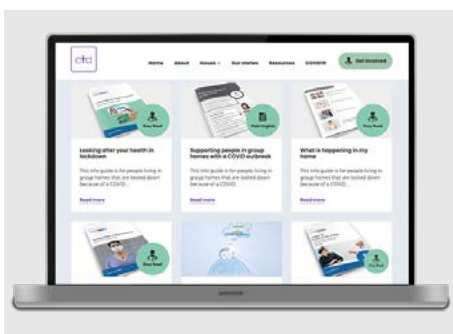 cid
Home About Issues Our stories Resources COVID19 Get Involved
Easy Read
Plain English
Easy Read
Looking after your health in lockdown
Supporting people in group homes with a COVID outbreak
What is happening in my home
This info guide is for people living in group homes that are locked down because of a COVID...
This info guide is for people living in group homes that are locked down because of a COVID...
This info guide is for people living in group homes that are locked down because of a COVID...
Read more
Read more
Read more
Easy Read
Easy Read